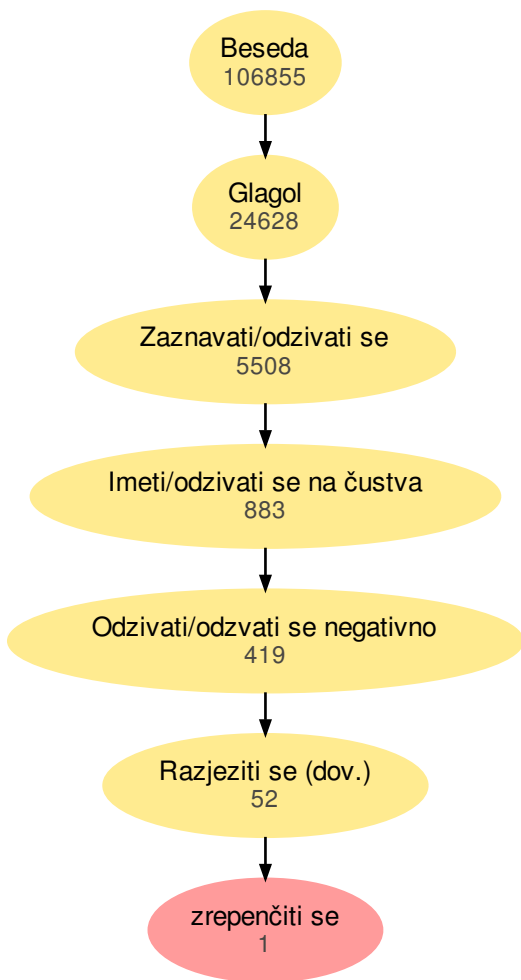 Beseda
106855
Glagol
24628
Zaznavati/odzivati se
5508
Imeti/odzivati se na čustva
883
Odzivati/odzvati se negativno
419
Razjeziti se (dov.)
52
zrepenčiti se
1